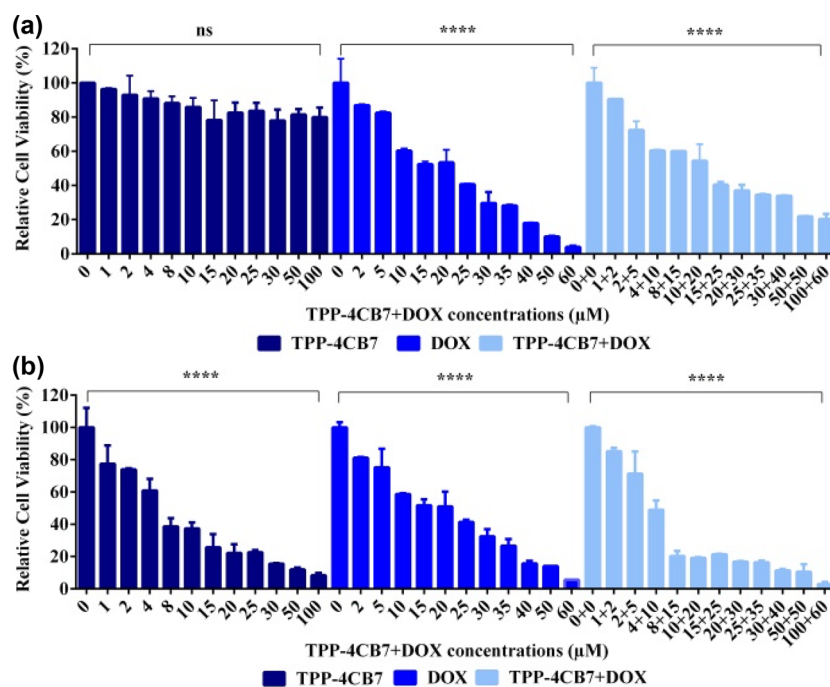 (a)
ns
****
****
Relative Cell Viability (%)
120
100
80
60
40
20
0
0 1 2 4 8 10 15 20 25 30 50 100 0 2 5 10 15 20 25 30 35 40 50 60 0+0 1+2 2+5 4+10 8+15 10+20 15+25 20+30 25+35 30+40 50+50 100+60
TPP-4CB7+DOX concentrations (µM)
TPP-4CB7 DOX TPP-4CB7+DOX
(b)
****
****
****
Relative Cell Viability (%)
120
100
80
60
40
20
0
0 1 2 4 8 10 15 20 25 30 50 100 0 2 5 10 15 20 25 30 35 40 50 60 0+0 1+2 2+5 4+10 8+15 10+20 15+25 20+30 25+35 30+40 50+50 100+60
TPP-4CB7+DOX concentrations (µM)
TPP-4CB7 DOX TPP-4CB7+DOX